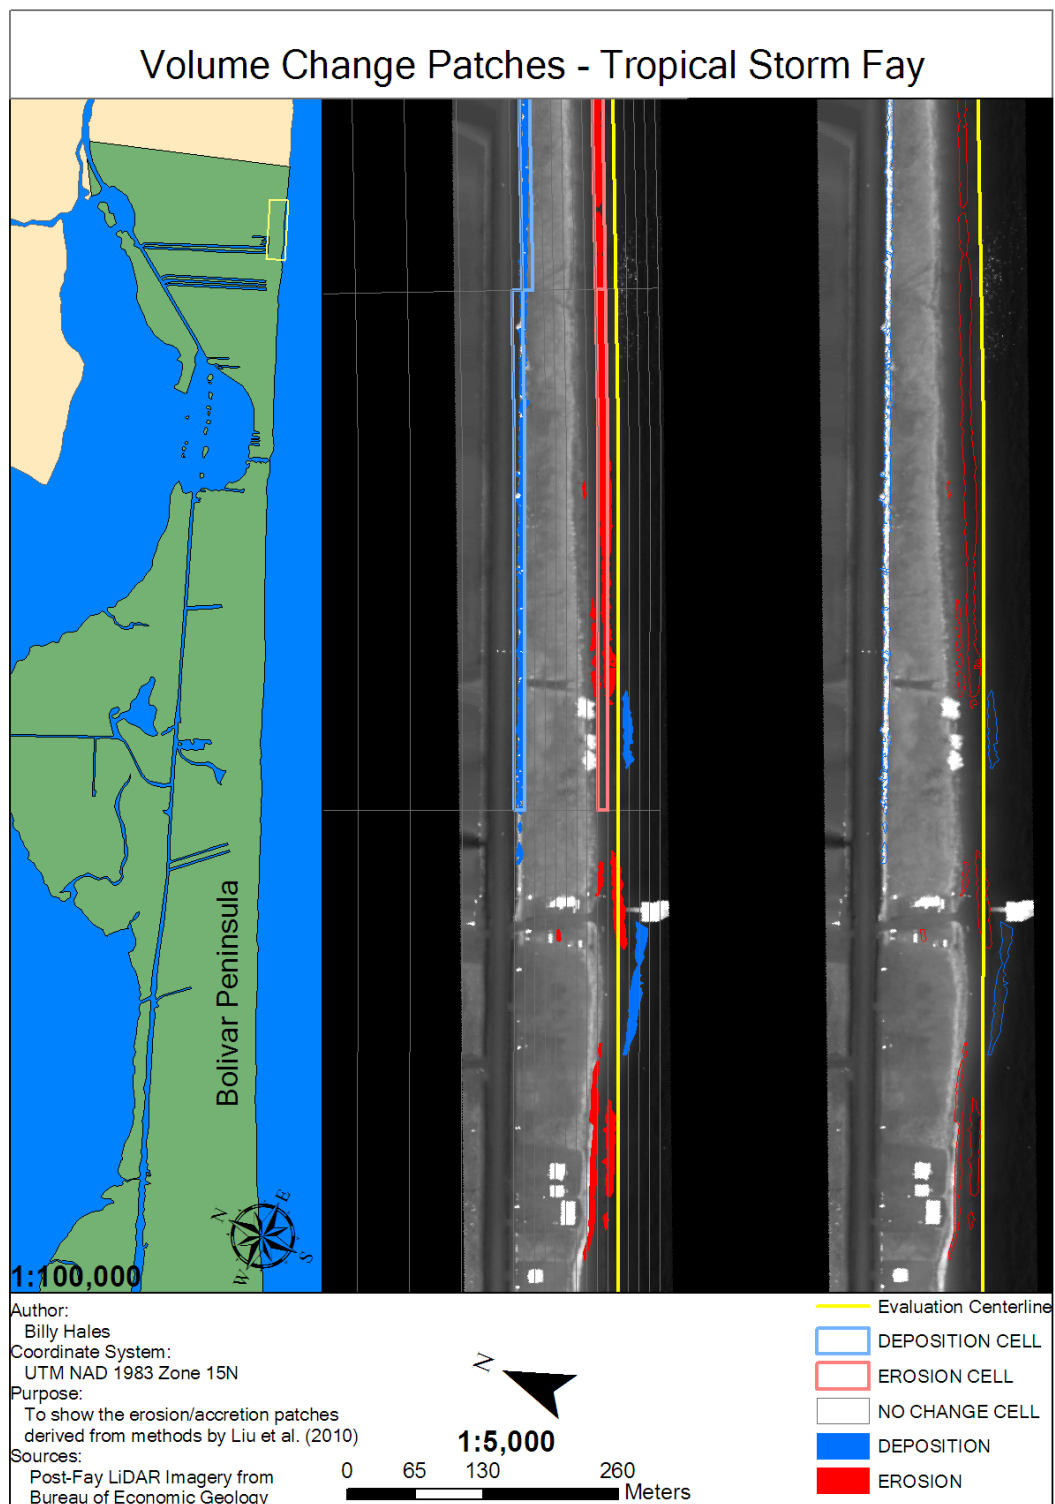 Volume Change Patches - Tropical Storm Fay
Bolivar Peninsula
N
E
S
W
1:100,000
Author:
Billy Hales
Coordinate System:
UTM NAD 1983 Zone 15N
Purpose:
To show the erosion/accretion patches
derived from methods by Liu et al. (2010)
Sources:
Post-Fay LiDAR Imagery from
Bureau of Economic Geology
N
1:5,000
0 65 130 260
Meters
Evaluation Centerline
DEPOSITION CELL
EROSION CELL
NO CHANGE CELL
DEPOSITION
EROSION